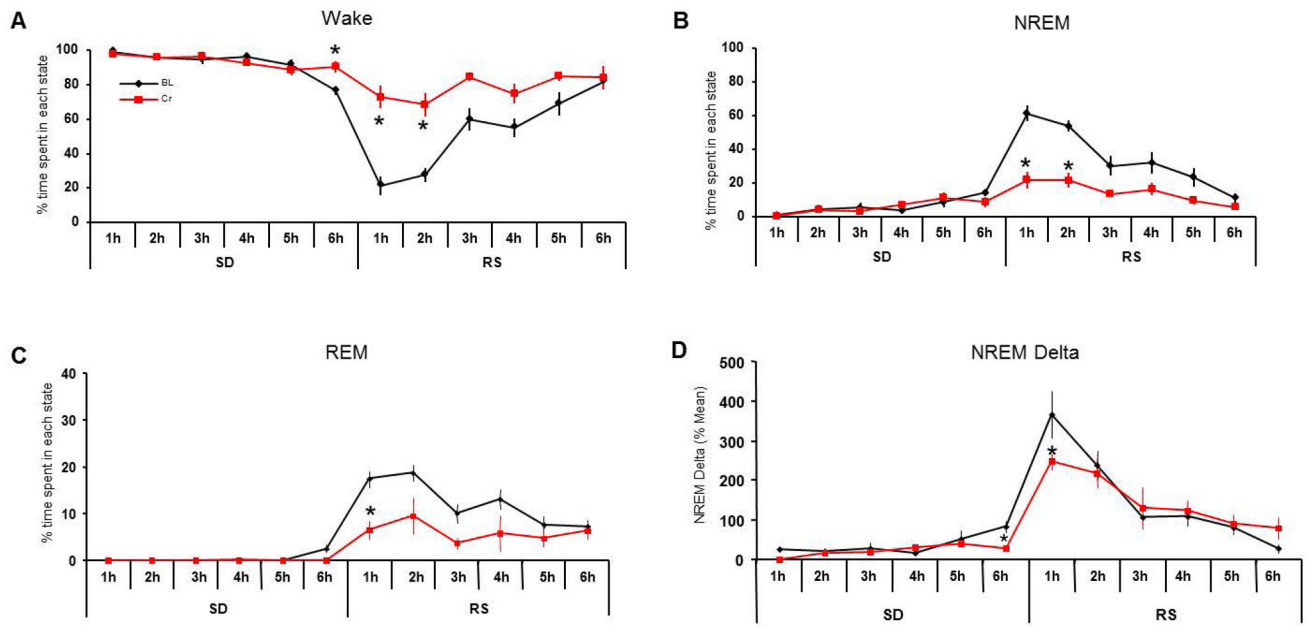 A
Wake
% time spent in each state
100
80
60
40
20
0
BL
Cr
*
* *
1h 2h 3h 4h 5h 6h 1h 2h 3h 4h 5h 6h
SD RS
B
NREM
% time spent in each state
100
80
60
40
20
0
* *
1h 2h 3h 4h 5h 6h 1h 2h 3h 4h 5h 6h
SD RS
C
REM
% time spent in each state
40
30
20
10
0
*
1h 2h 3h 4h 5h 6h 1h 2h 3h 4h 5h 6h
SD RS
D
NREM Delta
NREM Delta (% Mean)
500
400
300
200
100
0
*
*
1h 2h 3h 4h 5h 6h 1h 2h 3h 4h 5h 6h
SD RS